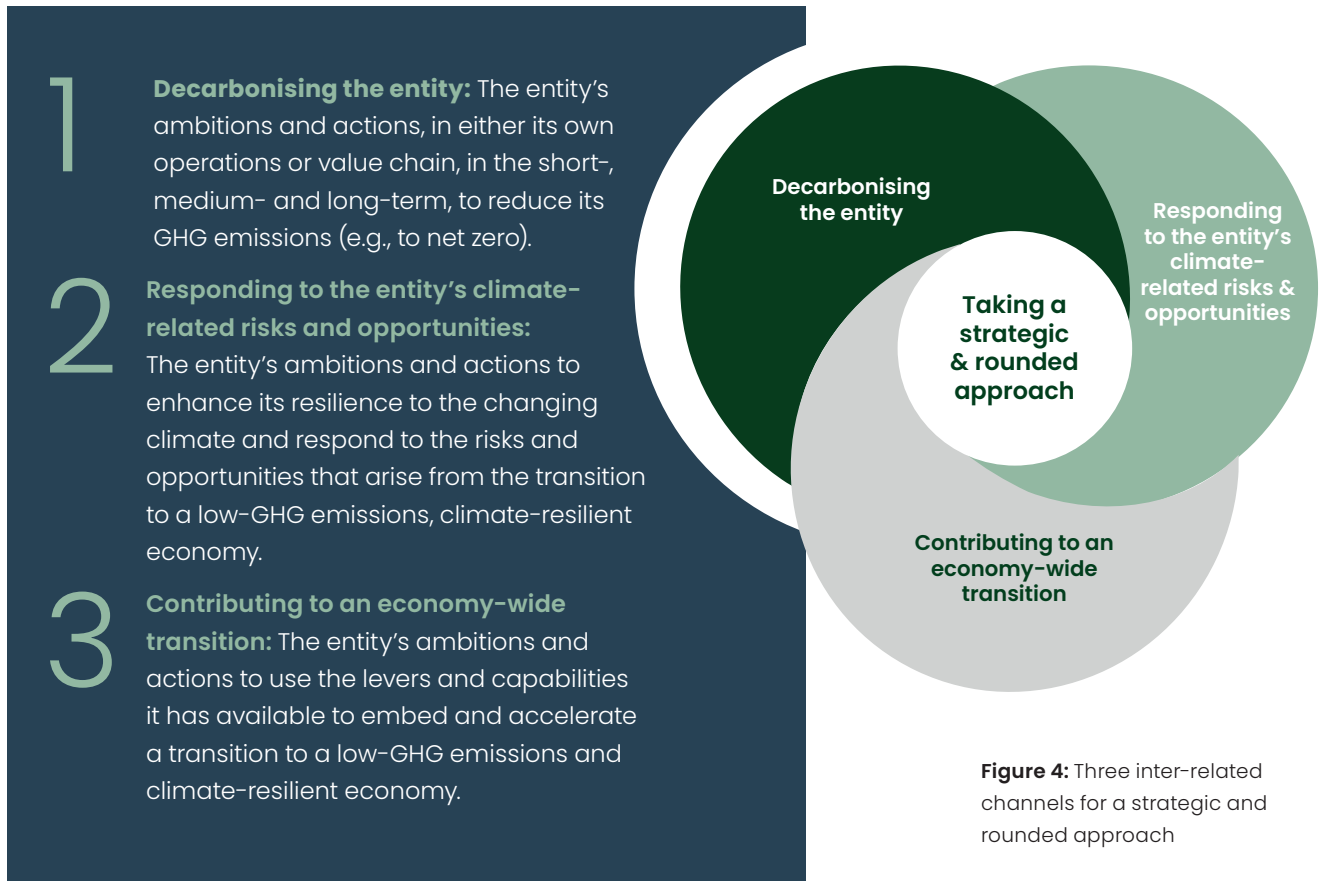 1
Decarbonising the entity: The entity’s
ambitions and actions, in either its own
operations or value chain, in the short-,
medium- and long-term, to reduce its
GHG emissions (e.g., to net zero).
2
Responding to the entity’s climate-
related risks and opportunities:
The entity’s ambitions and actions to
enhance its resilience to the changing
climate and respond to the risks and
opportunities that arise from the transition
to a low-GHG emissions, climate-resilient
economy.
3
Contributing to an economy-wide
transition: The entity’s ambitions and
actions to use the levers and capabilities
it has available to embed and accelerate
a transition to a low-GHG emissions and
climate-resilient economy.
Decarbonising
the entity
Responding
to the entity’s
climate-
related risks &
opportunities
Taking a
strategic
& rounded
approach
Contributing to an
economy-wide
transition
Figure 4: Three inter-related
channels for a strategic and
rounded approach